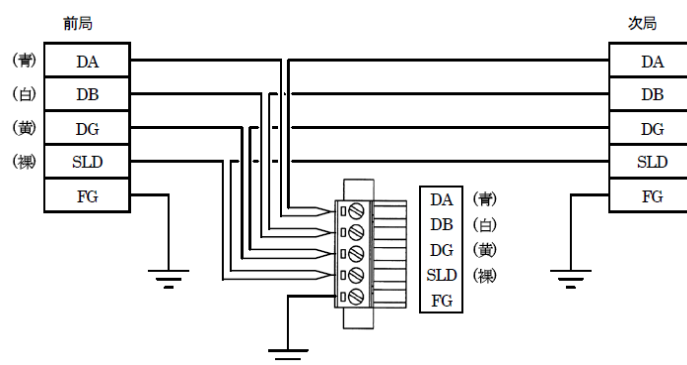 前局
次局
(青) DA
(白) DB
(黄) DG
(裸) SLD
FG
DA
DB
DG
SLD
FG
DA (青)
DB (白)
DG (黄)
SLD (裸)
FG